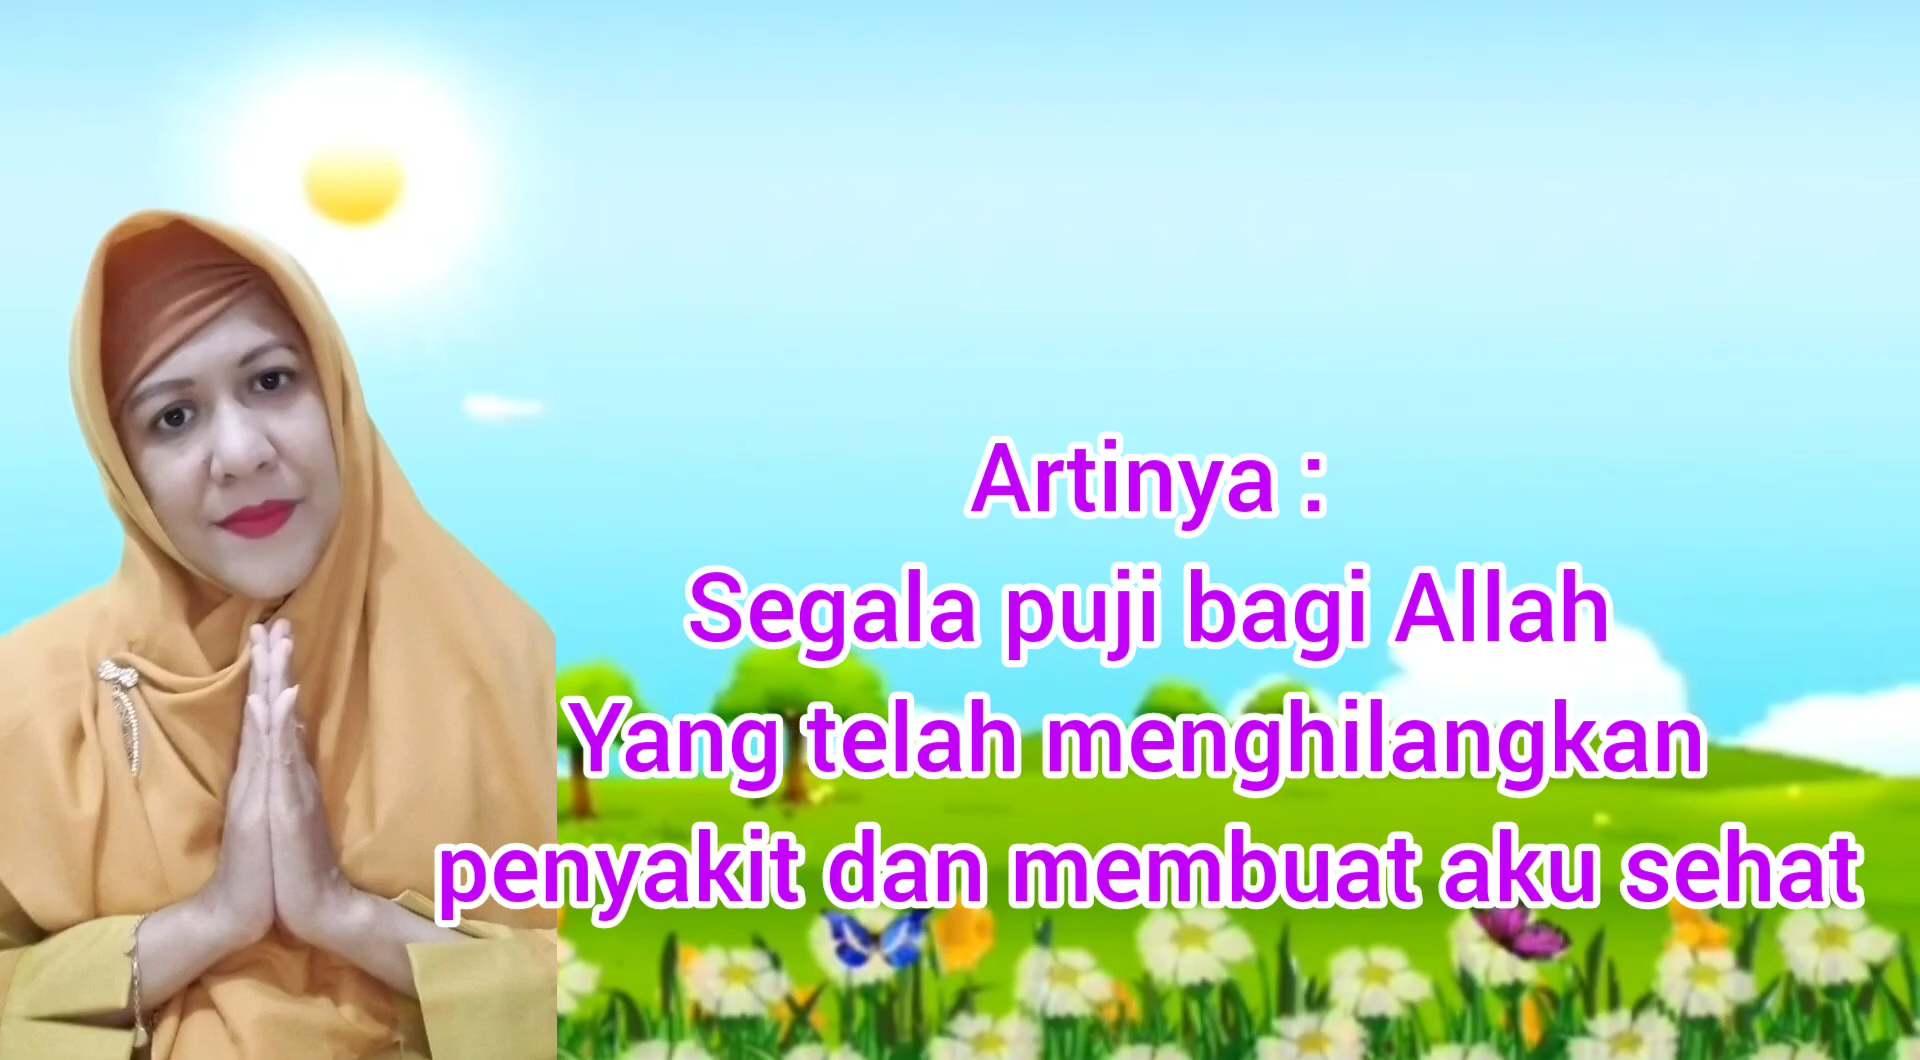 Artinya :
Segala puji bagi Allah
Yang telah menghilangkan
penyakit dan membuat aku sehat